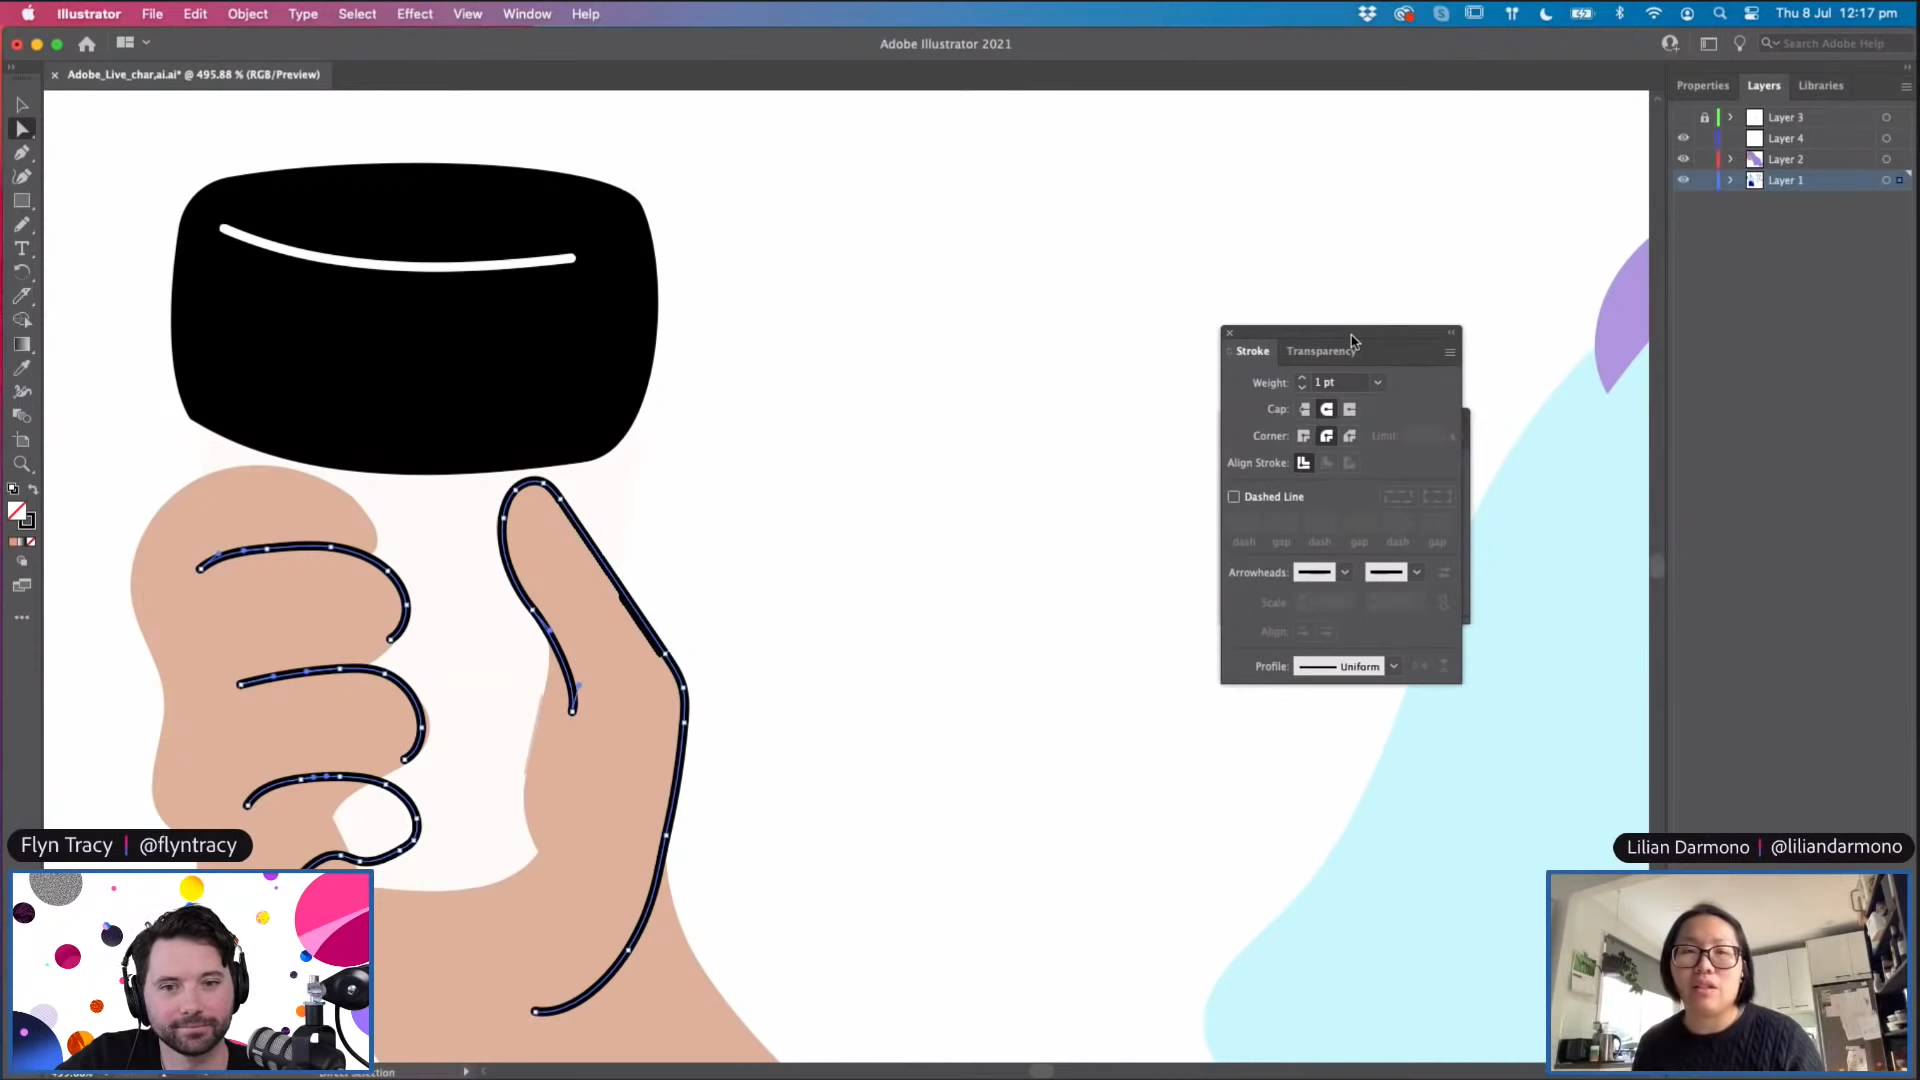 Illustrator File Edit Object Type Select Effect View Window Help
Thu 8 Jul 12:17 pm
Adobe Illustrator 2021
Search Adobe Help
Adobe_Live_char,ai.ai* @ 495.88 % (RGB/Preview)
Properties Layers Libraries
Layer 3
Layer 4
Layer 2
Layer 1
Stroke Transparency
Weight: 1 pt
Cap:
Corner: Limit:
Align Stroke:
Dashed Line
dash gap dash gap dash gap
Arrowheads:
Scale
Align:
Profile: Uniform
Flyn Tracy | @flyntracy
Lilian Darmono | @liliandarmono
Direct Selection